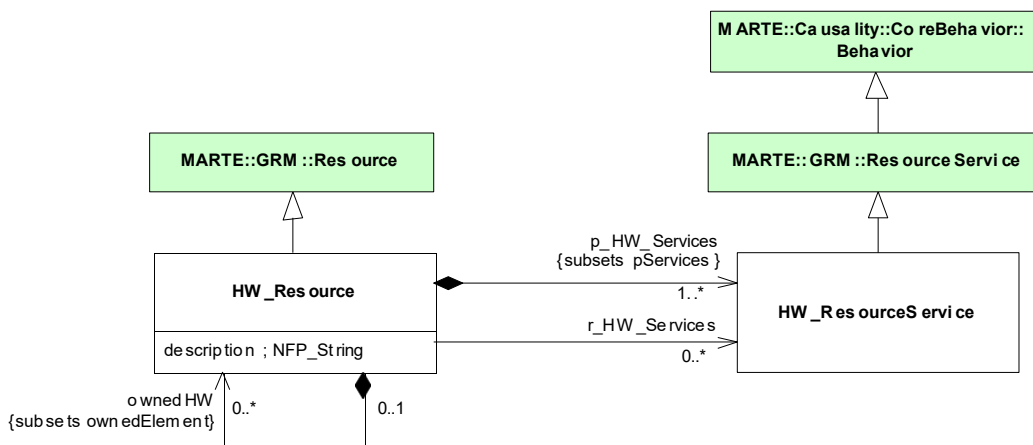 MARTE::Causality::CoreBehavior::
Behavior
MARTE::GRM::Resource
MARTE::GRM::ResourceService
p_HW_Services
{subsets pServices}
1..*
HW_Resource
HW_ResourceService
r_HW_Services
0..*
description ; NFP_String
ownedHW
{subsets ownedElement}
0..*
0..1